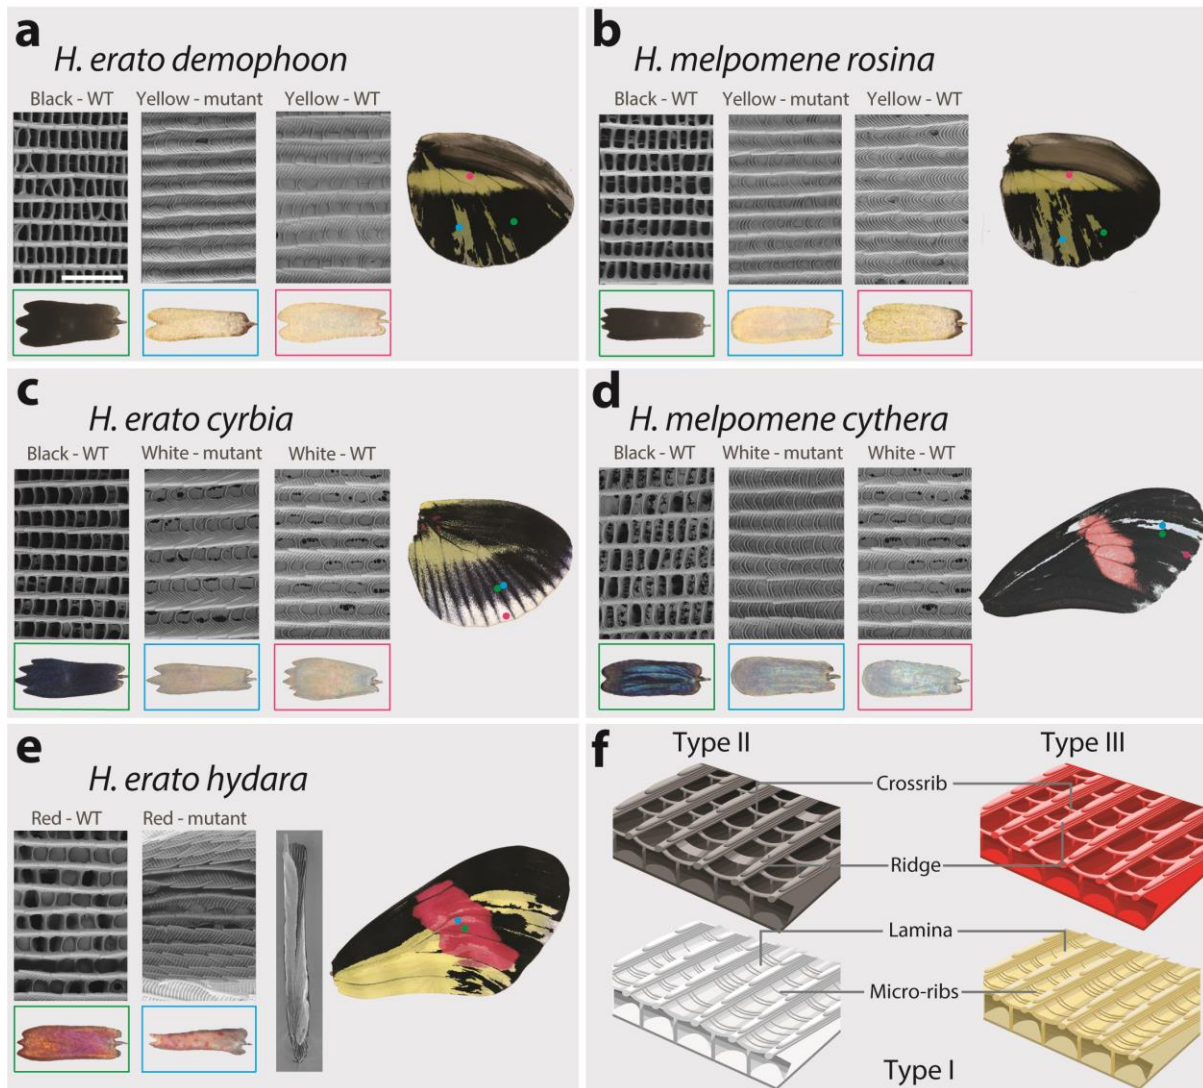 a
H. erato demophoon
Black - WT Yellow - mutant Yellow - WT
b
H. melpomene rosina
Black - WT Yellow - mutant Yellow - WT
c
H. erato cyrbia
Black - WT White - mutant White - WT
d
H. melpomene cythera
Black - WT White - mutant White - WT
e
H. erato hydara
Red - WT Red - mutant
f
Type II Type III
Crossrib
Ridge
Lamina
Micro-ribs
Type I